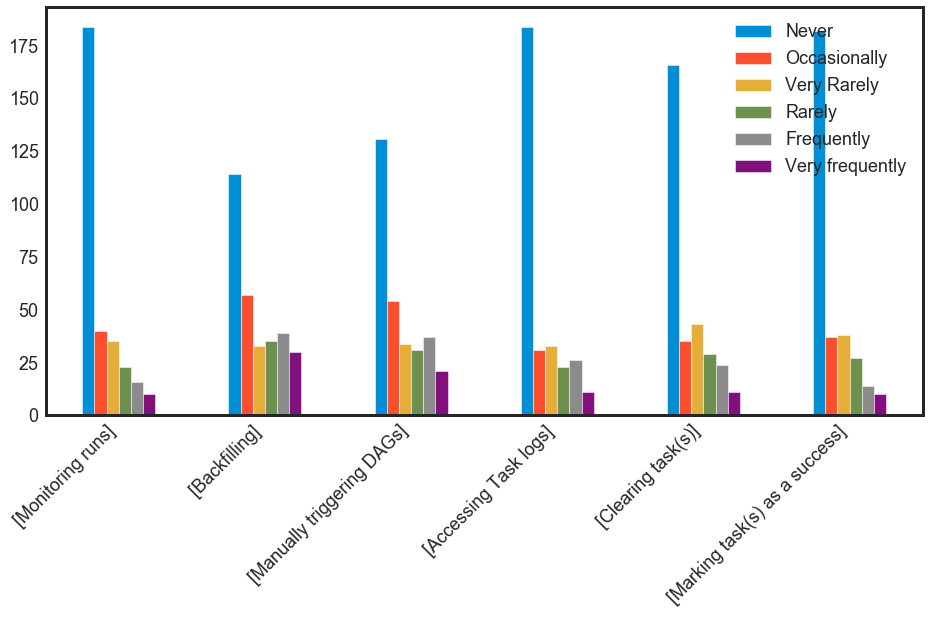 175
150
125
100
75
50
25
0
Never
Occasionally
Very Rarely
Rarely
Frequently
Very frequently
[Monitoring runs]
[Backfilling]
[Manually triggering DAGs]
[Accessing Task logs]
[Clearing task(s)]
[Marking task(s) as a success]